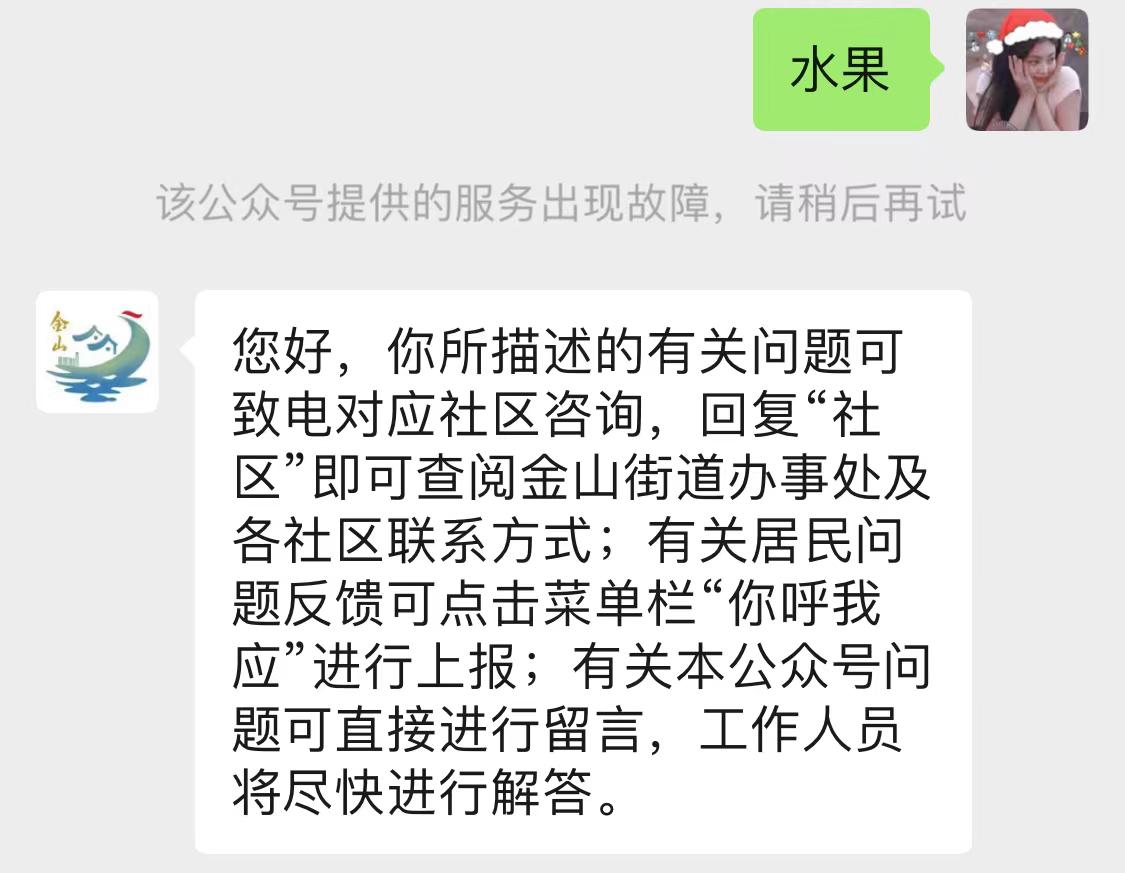 水果
该公众号提供的服务出现故障，请稍后再试
金山
您好，你所描述的有关问题可
致电对应社区咨询，回复“社
区”即可查阅金山街道办事处及
各社区联系方式；有关居民问
题反馈可点击菜单栏“你呼我
应”进行上报；有关本公众号问
题可直接进行留言，工作人员
将尽快进行解答。